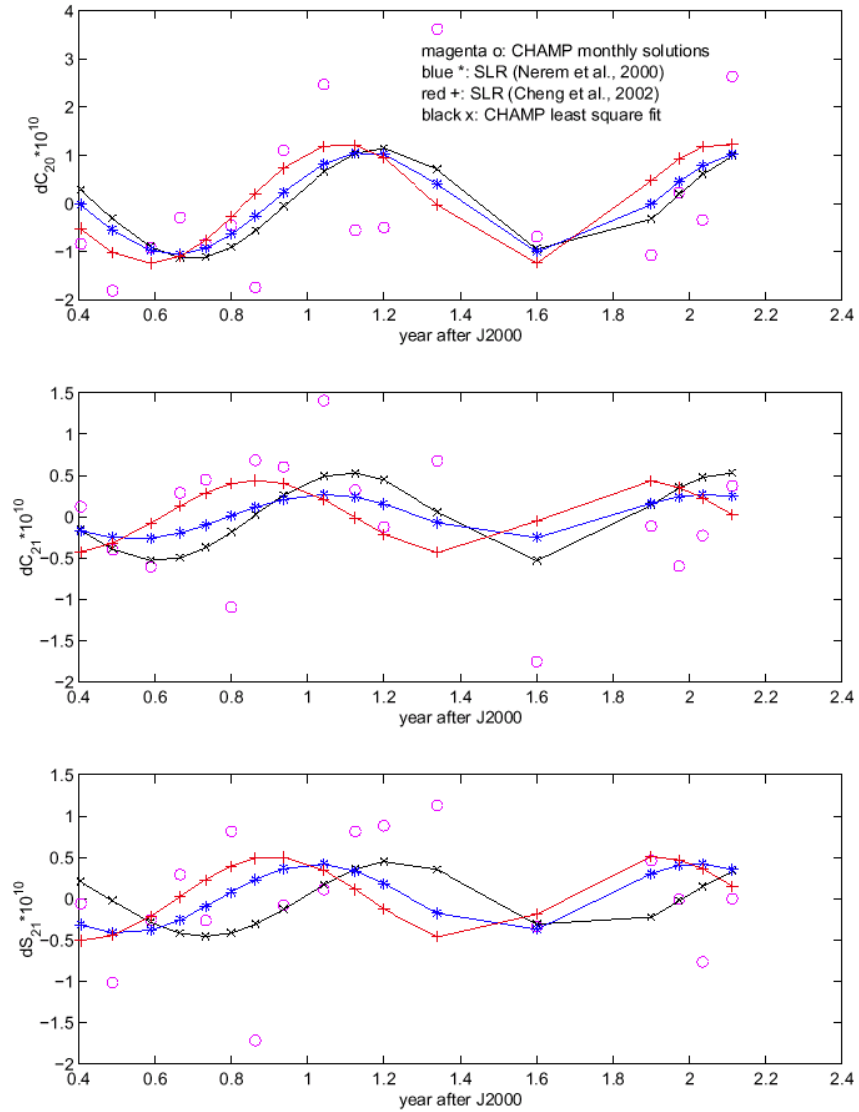 4
3
2
1
0
−1
−2
dC20*10^10
magenta o: CHAMP monthly solutions
blue *: SLR (Nerem et al., 2000)
red +: SLR (Cheng et al., 2002)
black x: CHAMP least square fit
0.4 0.6 0.8 1 1.2 1.4 1.6 1.8 2 2.2 2.4
year after J2000
1.5
1
0.5
0
−0.5
−1
−1.5
−2
dC21*10^10
0.4 0.6 0.8 1 1.2 1.4 1.6 1.8 2 2.2 2.4
year after J2000
1.5
1
0.5
0
−0.5
−1
−1.5
−2
dS21*10^10
0.4 0.6 0.8 1 1.2 1.4 1.6 1.8 2 2.2 2.4
year after J2000